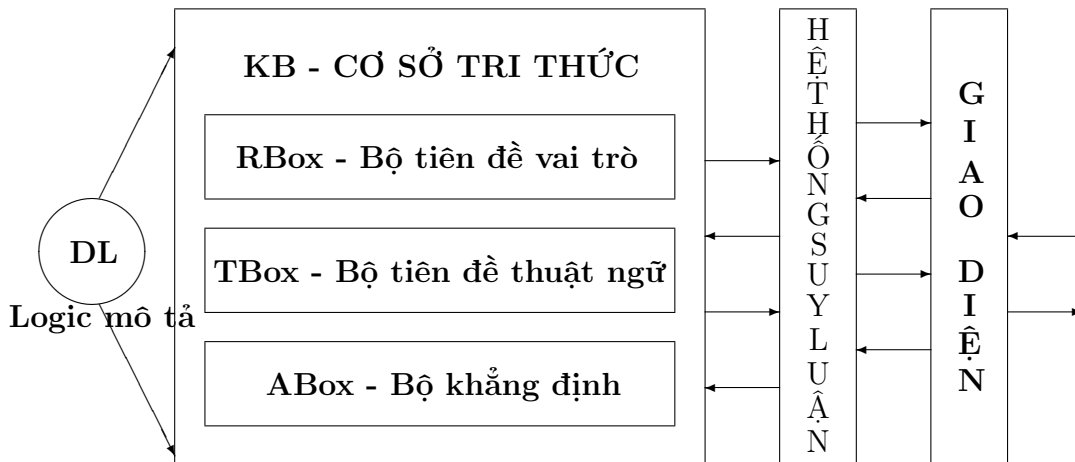 KB - CƠ SỞ TRI THỨC
RBox - Bộ tiên đề vai trò
TBox - Bộ tiên đề thuật ngữ
ABox - Bộ khẳng định
DL
Logic mô tả
HỆ THỐNG SUY LUẬN
GIAO DIỆN